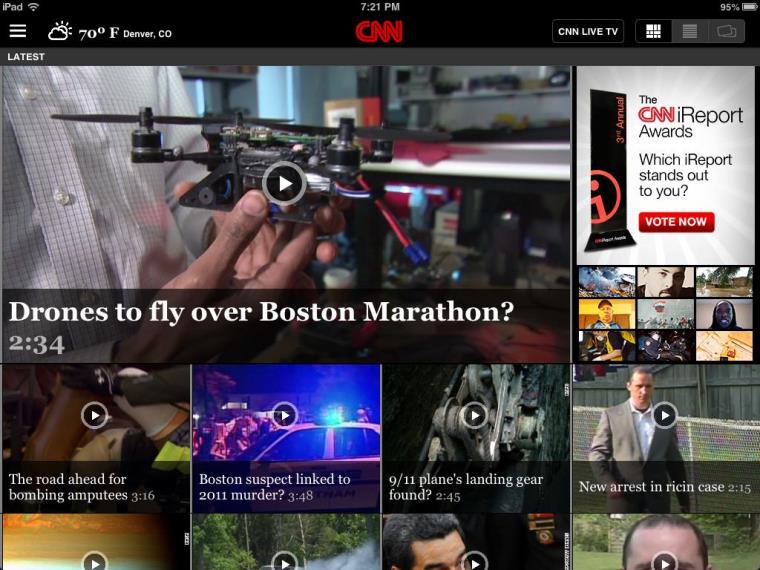 iPad 7:21 PM 95%
70º F Denver, CO CNN CNN LIVE TV
LATEST
The
CNN iReport
Awards
3rd Annual
Which iReport
stands out
to you?
VOTE NOW
CNN iReport Awards
Drones to fly over Boston Marathon?
2:34
The road ahead for
bombing amputees 3:16
Boston suspect linked to
2011 murder? 3:48
9/11 plane's landing gear
found? 2:45
New arrest in ricin case 2:15